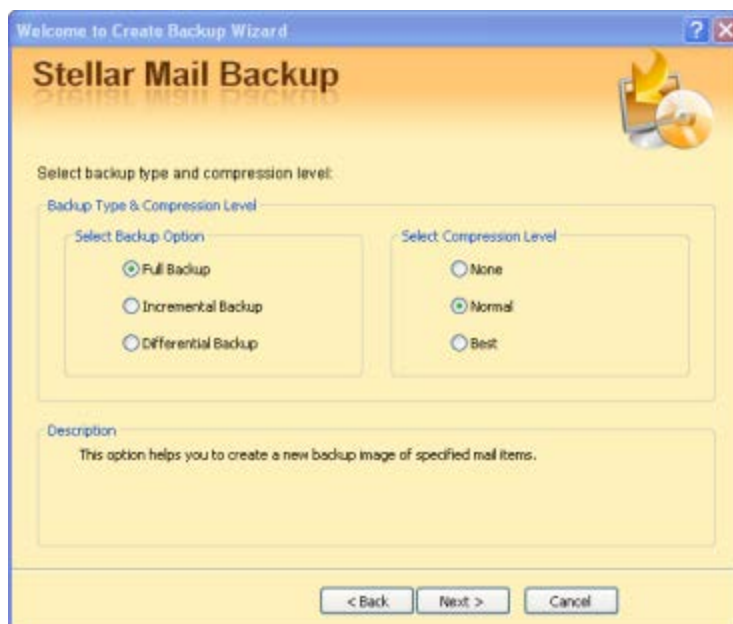 Welcome to Create Backup Wizard
Stellar Mail Backup
Select backup type and compression level:
Backup Type & Compression Level
Select Backup Option
Full Backup
Incremental Backup
Differential Backup
Select Compression Level
None
Normal
Best
Description
This option helps you to create a new backup image of specified mail items.
< Back
Next >
Cancel